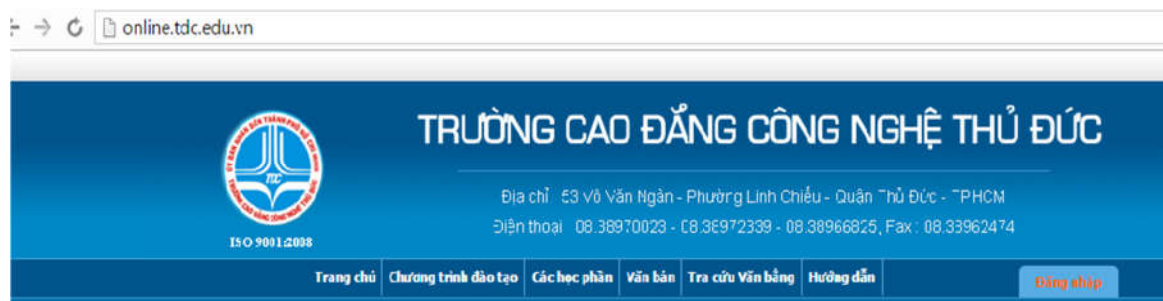 online.tdc.edu.vn
TRƯỜNG CAO ĐẲNG CÔNG NGHỆ THỦ ĐỨC
Địa chỉ 53 Võ Văn Ngàn - Phường Linh Chiểu - Quận Thủ Đức - TPHCM
Điện thoại 08.38970023 - 08.38972339 - 08.38966825, Fax : 08.38962474
ISO 9001:2008
Trang chủ Chương trình đào tạo Các học phần Văn bản Tra cứu Văn bằng Hướng dẫn Đăng nhập